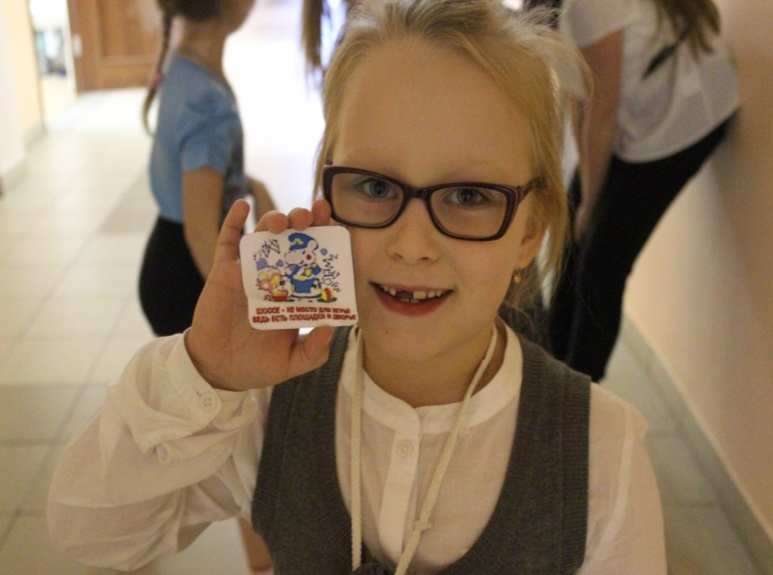 ШОССЕ - НЕ МЕСТО ДЛЯ ИГРЫ!
ВЕДЬ ЕСТЬ ПЛОЩАДКИ И ДВОРЫ!